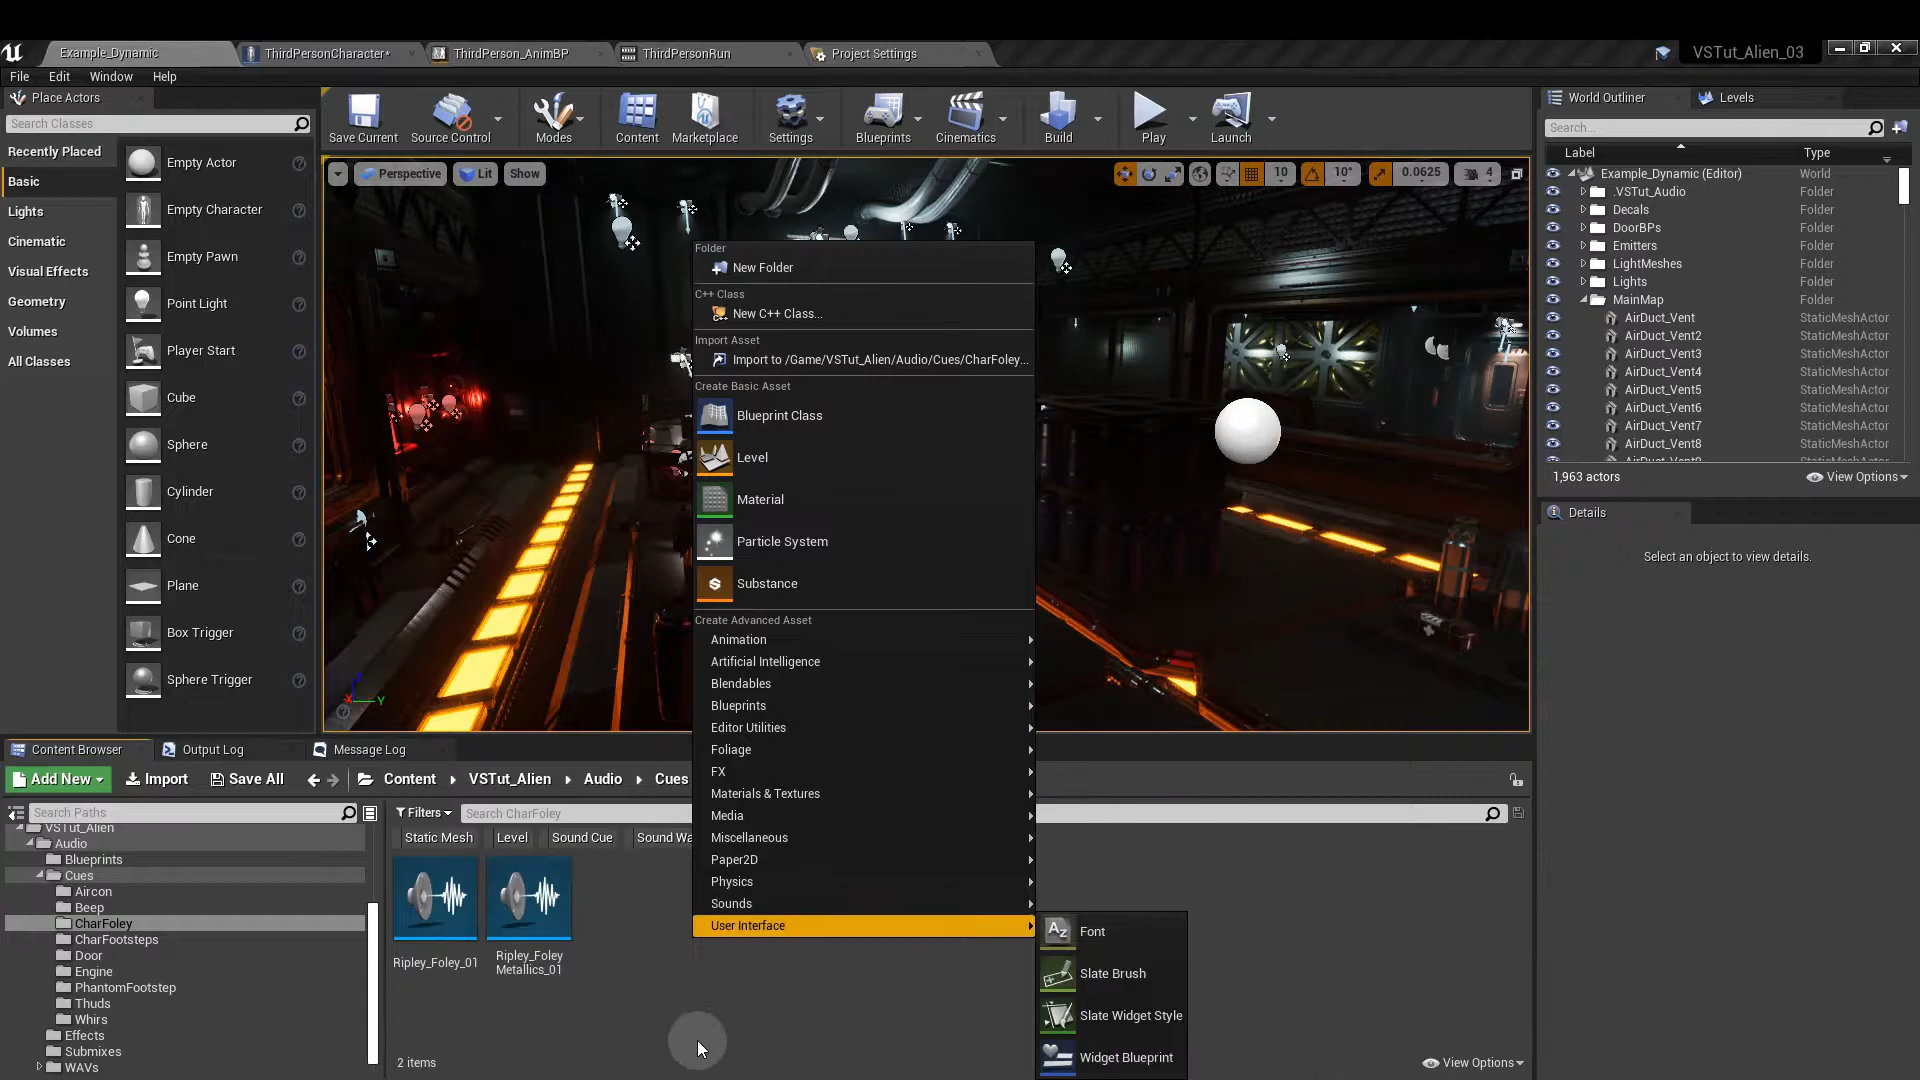 Example_Dynamic
ThirdPersonCharacter*
ThirdPerson_AnimBP
ThirdPersonRun
Project Settings
VSTut_Alien_03
File Edit Window Help
Place Actors
Search Classes
Recently Placed
Basic
Lights
Cinematic
Visual Effects
Geometry
Volumes
All Classes
Empty Actor
Empty Character
Empty Pawn
Point Light
Player Start
Cube
Sphere
Cylinder
Cone
Plane
Box Trigger
Sphere Trigger
Save Current
Source Control
Modes
Content
Marketplace
Settings
Blueprints
Cinematics
Build
Play
Launch
Perspective
Lit
Show
10
10°
0.0625
4
X
Y
Folder
New Folder
C++ Class
New C++ Class...
Import Asset
Import to /Game/VSTut_Alien/Audio/Cues/CharFoley...
Create Basic Asset
Blueprint Class
Level
Material
Particle System
Substance
Create Advanced Asset
Animation
Artificial Intelligence
Blendables
Blueprints
Editor Utilities
Foliage
FX
Materials & Textures
Media
Miscellaneous
Paper2D
Physics
Sounds
User Interface
Font
Slate Brush
Slate Widget Style
Widget Blueprint
World Outliner
Levels
Search...
Label Type
Example_Dynamic (Editor) World
.VSTut_Audio Folder
Decals Folder
DoorBPs Folder
Emitters Folder
LightMeshes Folder
Lights Folder
MainMap Folder
AirDuct_Vent StaticMeshActor
AirDuct_Vent2 StaticMeshActor
AirDuct_Vent3 StaticMeshActor
AirDuct_Vent4 StaticMeshActor
AirDuct_Vent5 StaticMeshActor
AirDuct_Vent6 StaticMeshActor
AirDuct_Vent7 StaticMeshActor
AirDuct_Vent8 StaticMeshActor
1,963 actors
View Options
Details
Select an object to view details.
Content Browser
Output Log
Message Log
Add New
Import
Save All
Content
VSTut_Alien
Audio
Cues
Search Paths
Filters
Search CharFoley
Static Mesh
Level
Sound Cue
Sound Wa
VSTut_Alien
Audio
Blueprints
Cues
Aircon
Beep
CharFoley
CharFootsteps
Door
Engine
PhantomFootstep
Thuds
Whirs
Effects
Submixes
WAVs
Ripley_Foley_01
Ripley_Foley
Metallics_01
2 items
View Options